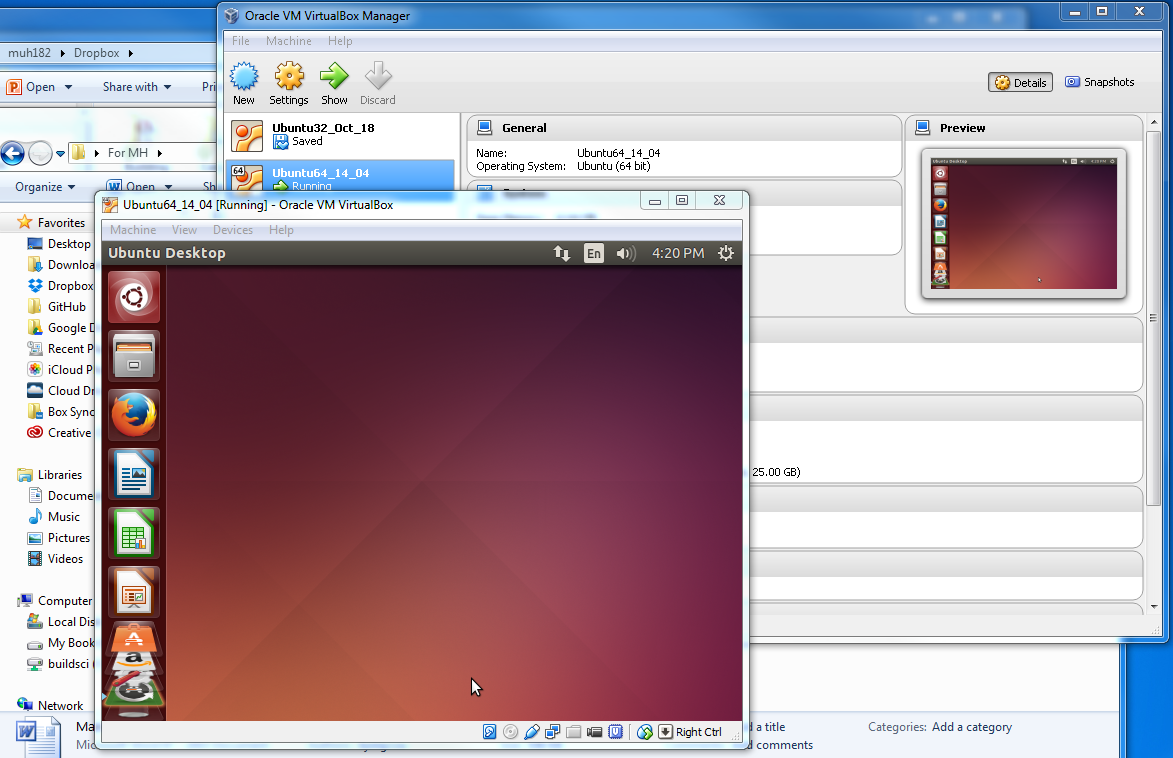 Oracle VM VirtualBox Manager
File Machine Help
New Settings Show Discard
Details Snapshots
Ubuntu32_Oct_18
Saved
64 Ubuntu64_14_04
Running
General
Name: Ubuntu64_14_04
Operating System: Ubuntu (64 bit)
Preview
Ubuntu Desktop
25.00 GB)
muh182 Dropbox
Open Share with Pri
For MH
Organize Open Sh
Favorites
Desktop
Downloa
Dropbox
GitHub
Google D
Recent P
iCloud P
Cloud Dr
Box Sync
Creative
Libraries
Docume
Music
Pictures
Videos
Computer
Local Dis
My Book
buildsci
Network
Ma
d a title
Categories: Add a category
d comments
Ubuntu64_14_04 [Running] - Oracle VM VirtualBox
Machine View Devices Help
Ubuntu Desktop En 4:20 PM
Right Ctrl